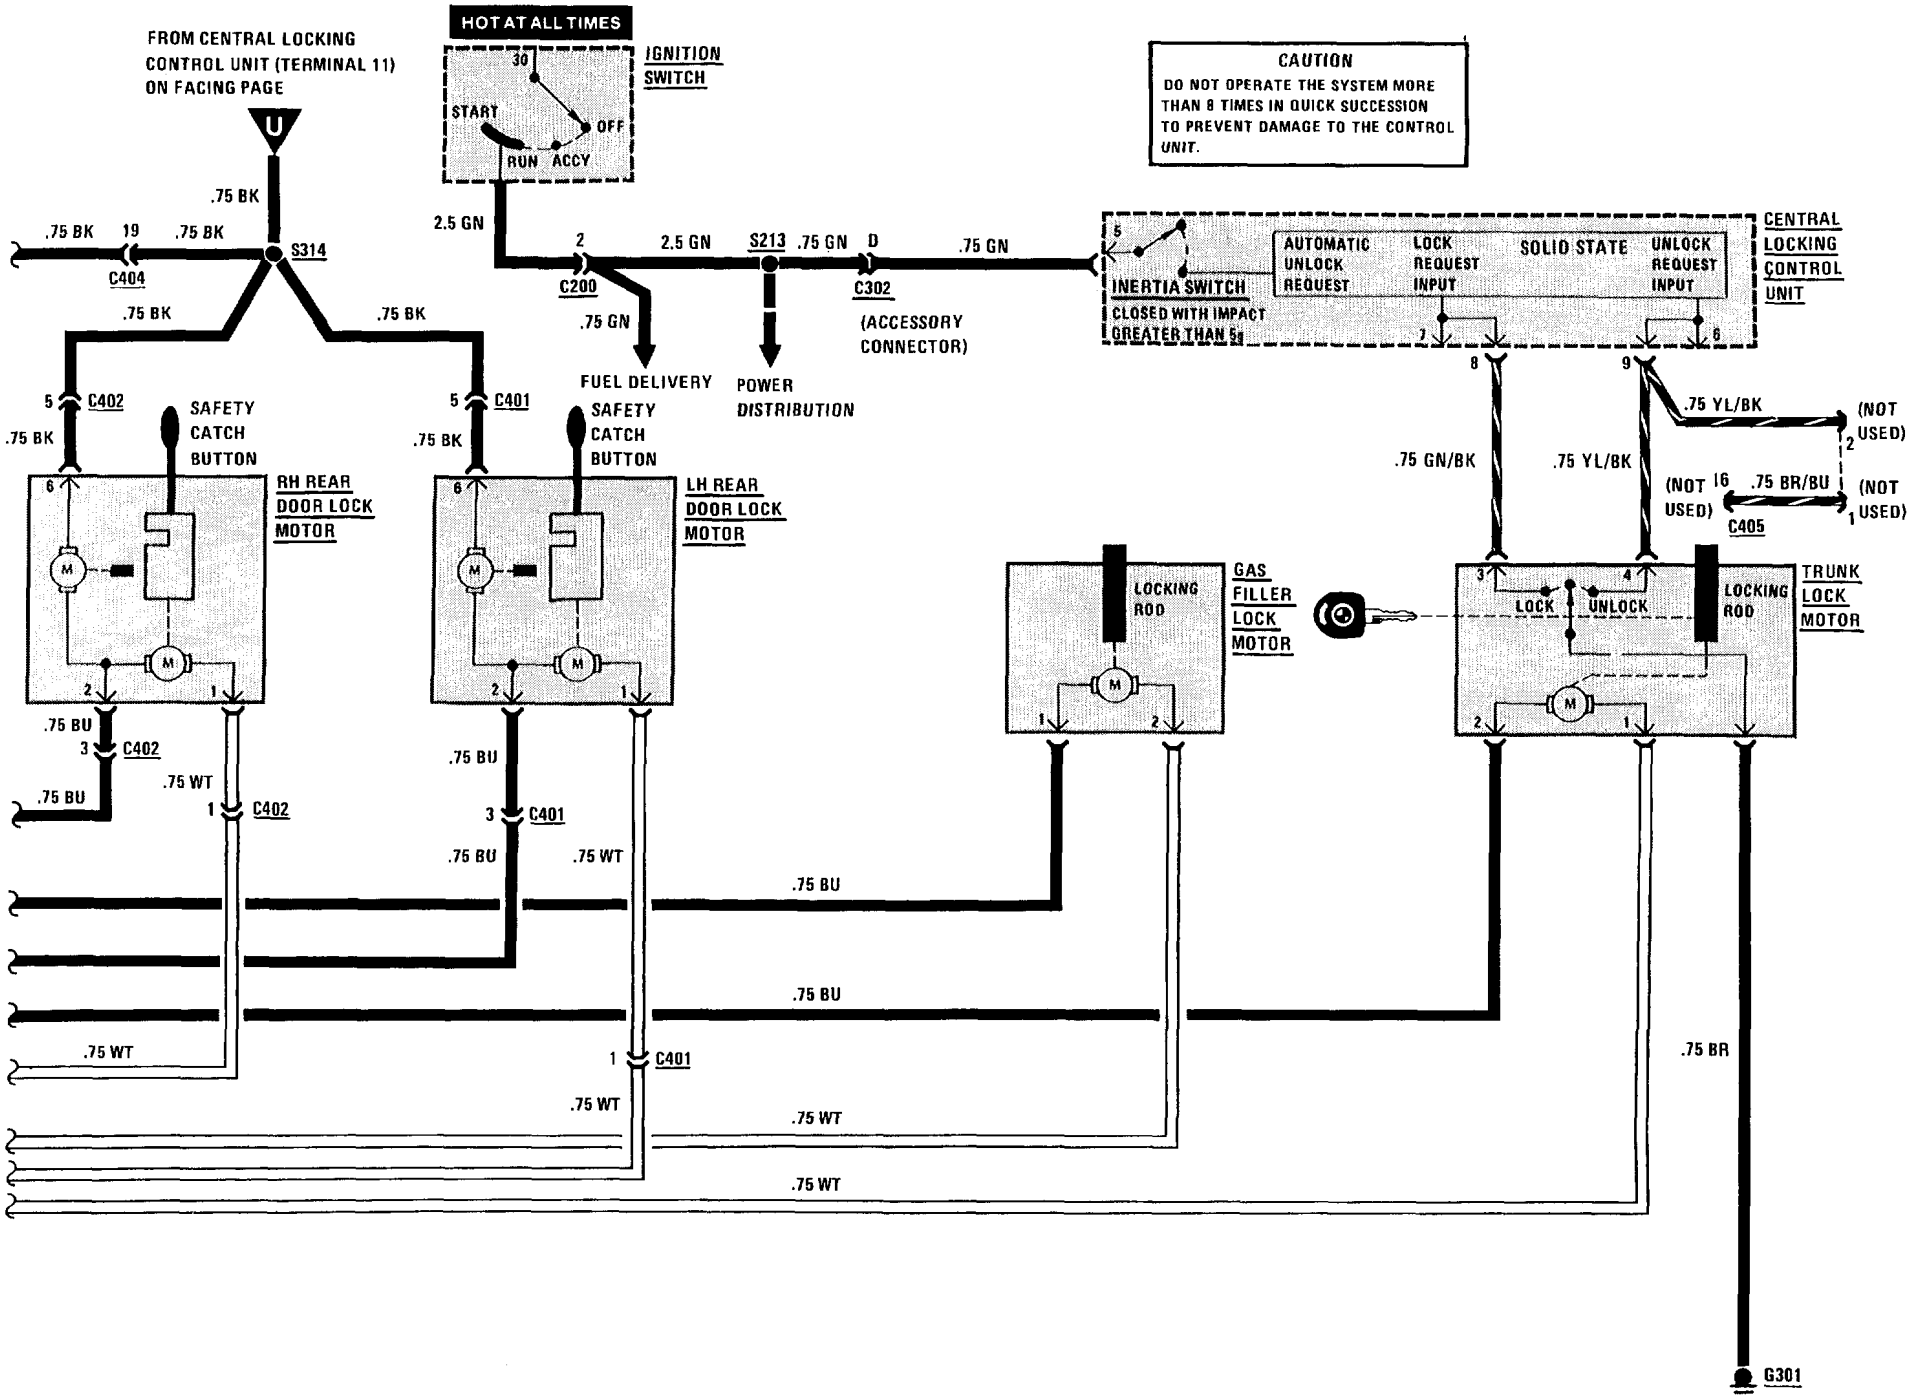 HOT AT ALL TIMES
FROM CENTRAL LOCKING
CONTROL UNIT (TERMINAL 11)
ON FACING PAGE
U
30
IGNITION
SWITCH
START
OFF
RUN ACCY
CAUTION
DO NOT OPERATE THE SYSTEM MORE
THAN 8 TIMES IN QUICK SUCCESSION
TO PREVENT DAMAGE TO THE CONTROL
UNIT.
.75 BK
.75 BK
19
.75 BK
S314
C404
2.5 GN
2
2.5 GN
S213
.75 GN
D
.75 GN
C200
C302
(ACCESSORY
CONNECTOR)
.75 GN
FUEL DELIVERY
POWER
DISTRIBUTION
5
INERTIA SWITCH
CLOSED WITH IMPACT
GREATER THAN 5g
AUTOMATIC
UNLOCK
REQUEST
LOCK
REQUEST
INPUT
SOLID STATE
UNLOCK
REQUEST
INPUT
7
6
CENTRAL
LOCKING
CONTROL
UNIT
8
9
.75 BK
.75 BK
5
C402
5
C401
.75 BK
.75 BK
SAFETY
CATCH
BUTTON
SAFETY
CATCH
BUTTON
.75 YL/BK
(NOT
USED)
2
.75 GN/BK
.75 YL/BK
(NOT
USED)
16
.75 BR/BU
C405
(NOT
USED)
1
6
RH REAR
DOOR LOCK
MOTOR
M
M
2
1
6
LH REAR
DOOR LOCK
MOTOR
M
M
2
1
LOCKING
ROD
GAS
FILLER
LOCK
MOTOR
M
1
2
3
4
LOCK
UNLOCK
LOCKING
ROD
TRUNK
LOCK
MOTOR
M
2
1
.75 BU
3
C402
.75 WT
.75 BU
1
C402
.75 BU
3
C401
.75 BU
.75 WT
.75 BU
.75 BU
.75 WT
1
C401
.75 WT
.75 WT
.75 WT
.75 BR
G301